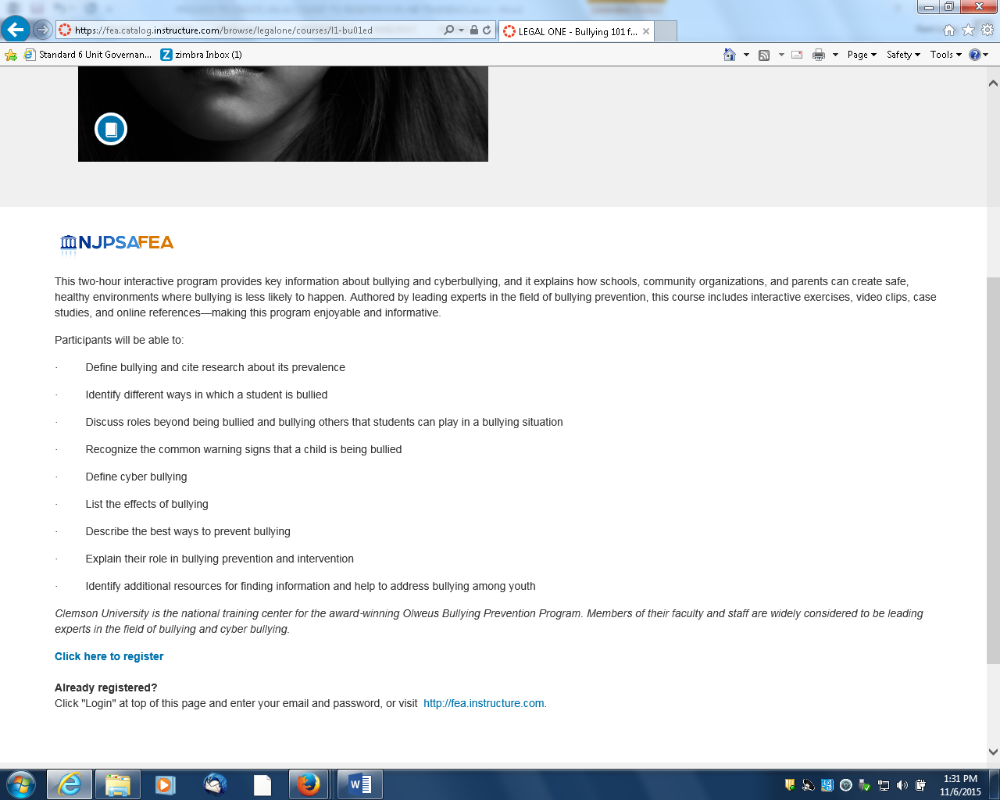 https://fea.catalog.instructure.com/browse/legalone/courses/l1-bu01ed
LEGAL ONE - Bullying 101 f...
Standard 6 Unit Governan...
zimbra Inbox (1)
Page
Safety
Tools
NJPSAFEA
This two-hour interactive program provides key information about bullying and cyberbullying, and it explains how schools, community organizations, and parents can create safe,
healthy environments where bullying is less likely to happen. Authored by leading experts in the field of bullying prevention, this course includes interactive exercises, video clips, case
studies, and online references—making this program enjoyable and informative.
Participants will be able to:
· Define bullying and cite research about its prevalence
· Identify different ways in which a student is bullied
· Discuss roles beyond being bullied and bullying others that students can play in a bullying situation
· Recognize the common warning signs that a child is being bullied
· Define cyber bullying
· List the effects of bullying
· Describe the best ways to prevent bullying
· Explain their role in bullying prevention and intervention
· Identify additional resources for finding information and help to address bullying among youth
Clemson University is the national training center for the award-winning Olweus Bullying Prevention Program. Members of their faculty and staff are widely considered to be leading
experts in the field of bullying and cyber bullying.
Click here to register
Already registered?
Click "Login" at top of this page and enter your email and password, or visit http://fea.instructure.com.
1:31 PM
11/6/2015